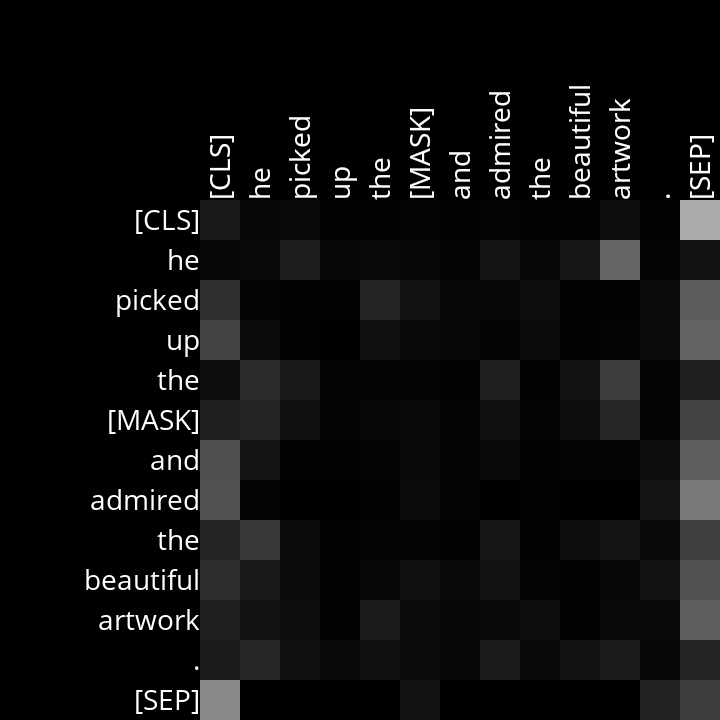 [CLS] he picked up the [MASK] and admired the beautiful artwork . [SEP]
[CLS]
he
picked
up
the
[MASK]
and
admired
the
beautiful
artwork
.
[SEP]